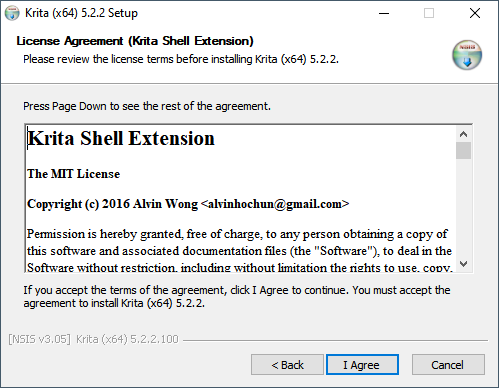 Krita (x64) 5.2.2 Setup
License Agreement (Krita Shell Extension)
Please review the license terms before installing Krita (x64) 5.2.2.
NSIS
Press Page Down to see the rest of the agreement.
Krita Shell Extension
The MIT License
Copyright (c) 2016 Alvin Wong <alvinhochun@gmail.com>
Permission is hereby granted, free of charge, to any person obtaining a copy of
this software and associated documentation files (the "Software"), to deal in the
Software without restriction, including without limitation the rights to use, copy,
If you accept the terms of the agreement, click I Agree to continue. You must accept the
agreement to install Krita (x64) 5.2.2.
[NSIS v3.05] Krita (x64) 5.2.2.100
< Back
I Agree
Cancel